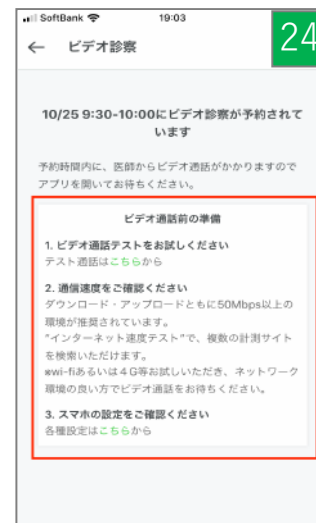 SoftBank 19:03
24
← ビデオ診察
10/25 9:30-10:00にビデオ診察が予約されて
います
予約時間内に、医師からビデオ通話がかかりますので
アプリを開いてお待ちください。
ビデオ通話前の準備
1. ビデオ通話テストをお試しください
テスト通話はこちらから
2. 通信速度をご確認ください
ダウンロード・アップロードともに50Mbps以上の
環境が推奨されています。
"インターネット速度テスト"で、複数の計測サイト
を検索いただけます。
※wi-fiあるいは４G等お試しいただき、ネットワーク
環境の良い方でビデオ通話をお待ちください。
3. スマホの設定をご確認ください
各種設定はこちらから